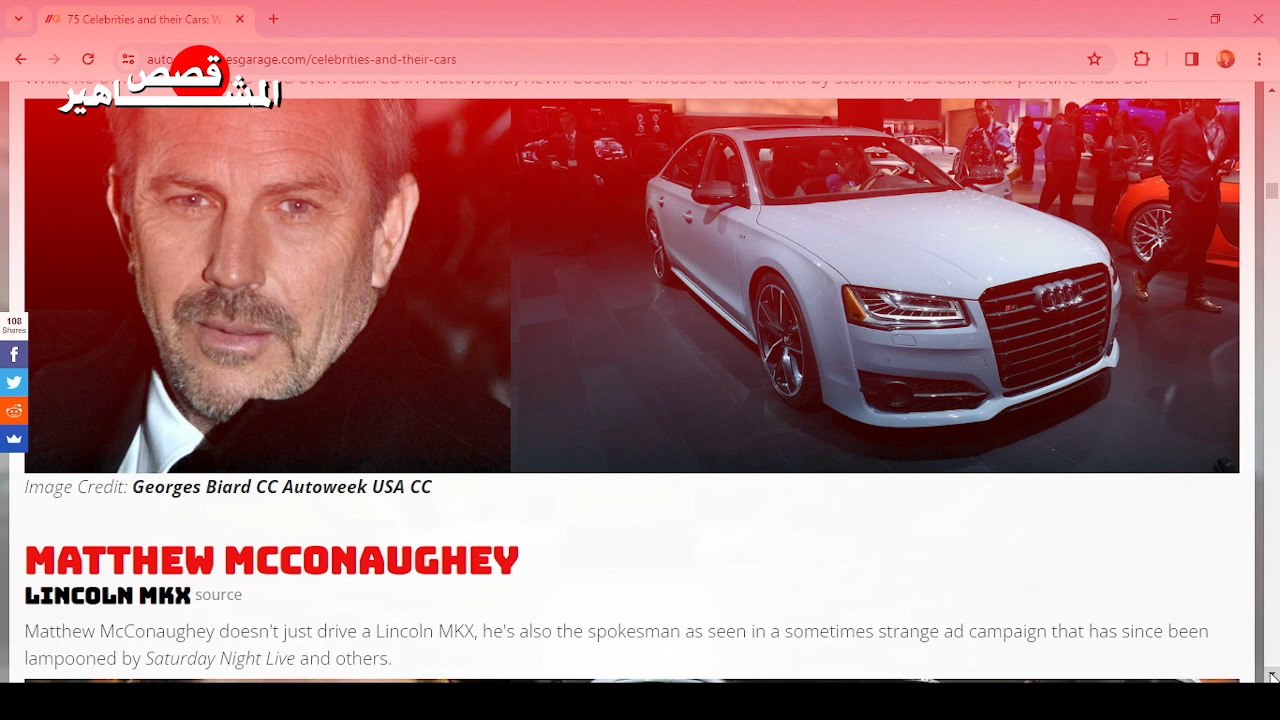 75 Celebrities and their Cars: W
esgarage.com/celebrities-and-their-cars
قصص
المشاهير
108
Shares
Image Credit: Georges Biard CC Autoweek USA CC
MATTHEW MCCONAUGHEY
LINCOLN MKX source
Matthew McConaughey doesn't just drive a Lincoln MKX, he's also the spokesman as seen in a sometimes strange ad campaign that has since been
lampooned by Saturday Night Live and others.